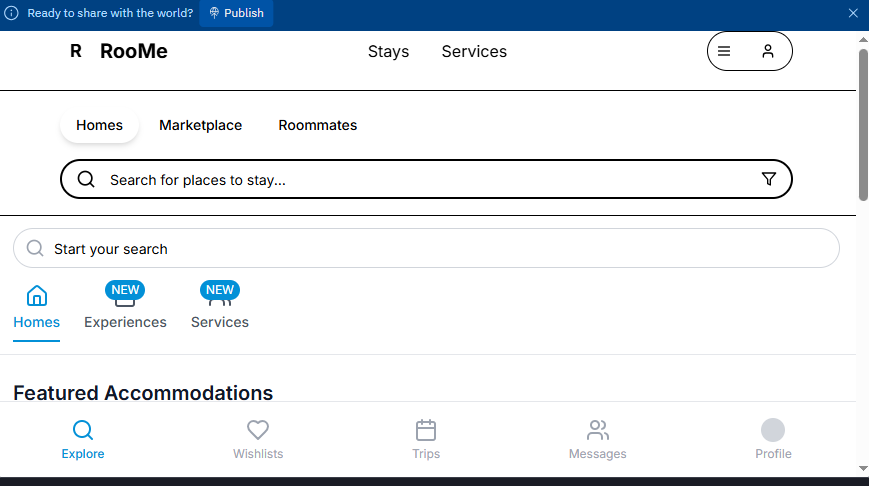 Ready to share with the world? Publish
R RooMe Stays Services
Homes Marketplace Roommates
Search for places to stay...
Start your search
NEW NEW
Homes Experiences Services
Featured Accommodations
Explore Wishlists Trips Messages Profile